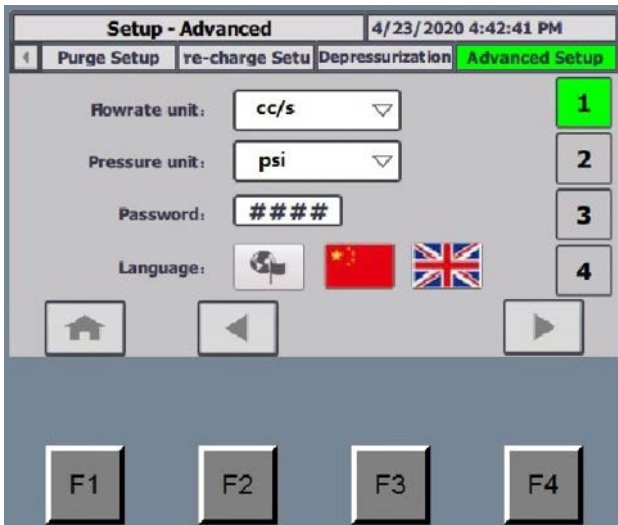 Setup - Advanced 4/23/2020 4:42:41 PM
Purge Setup re-charge Setu Depressurization Advanced Setup
Flowrate unit: cc/s 1
Pressure unit: psi 2
Password: #### 3
Language: 4
F1 F2 F3 F4